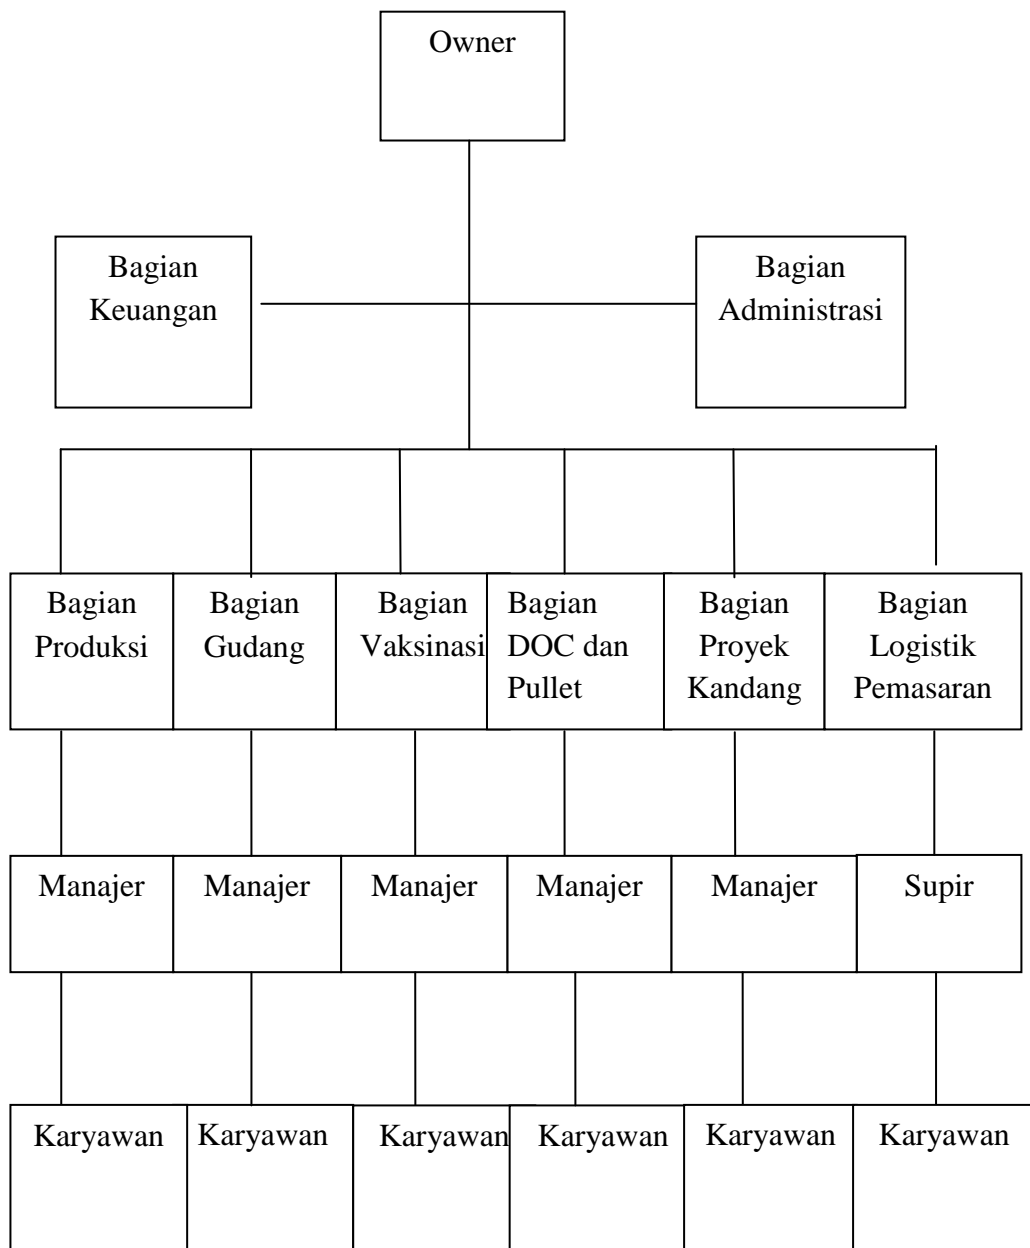 Owner
Bagian
Keuangan
Bagian
Administrasi
Bagian
Produksi
Bagian
Gudang
Bagian
Vaksinasi
Bagian
DOC dan
Pullet
Bagian
Proyek
Kandang
Bagian
Logistik
Pemasaran
Manajer
Manajer
Manajer
Manajer
Manajer
Supir
Karyawan
Karyawan
Karyawan
Karyawan
Karyawan
Karyawan